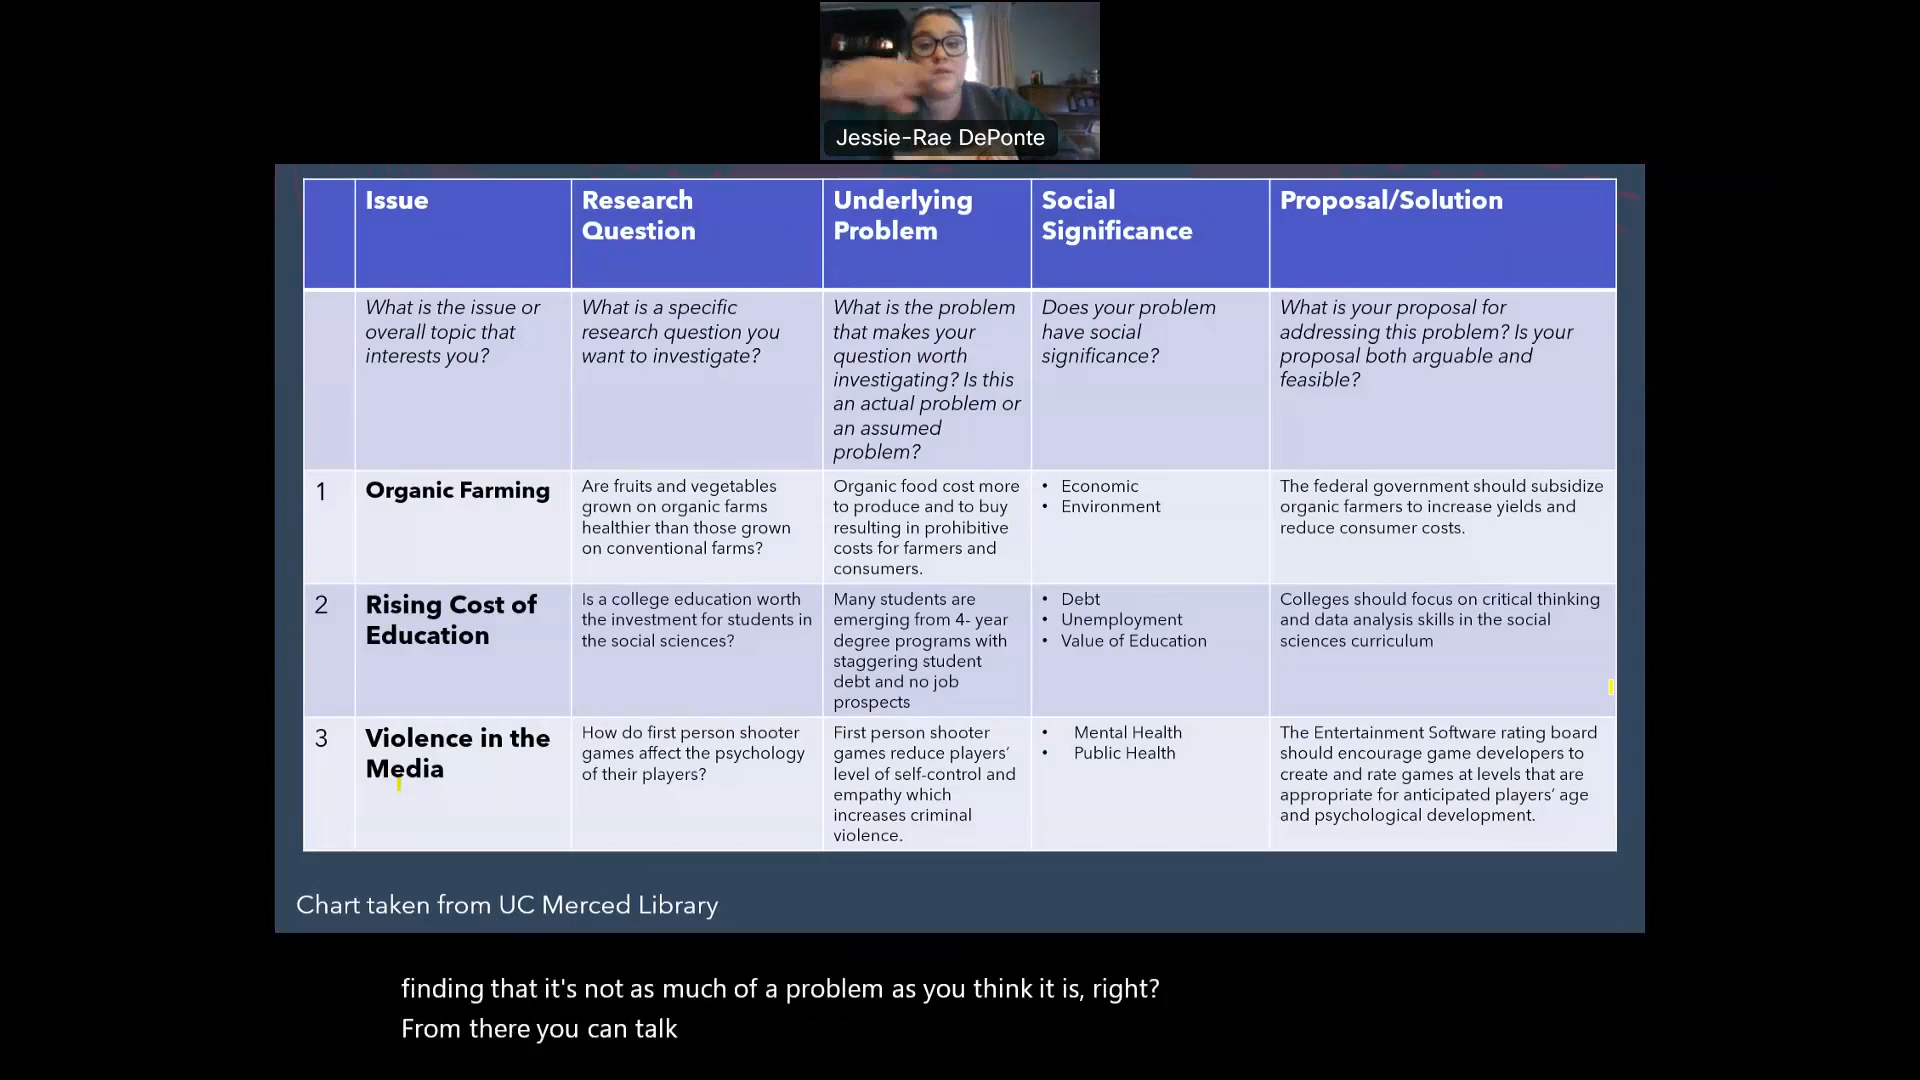 Jessie-Rae DePonte
Issue
Research
Question
Underlying
Problem
Social
Significance
Proposal/Solution
What is the issue or
overall topic that
interests you?
What is a specific
research question you
want to investigate?
What is the problem
that makes your
question worth
investigating? Is this
an actual problem or
an assumed
problem?
Does your problem
have social
significance?
What is your proposal for
addressing this problem? Is your
proposal both arguable and
feasible?
1
Organic Farming
Are fruits and vegetables
grown on organic farms
healthier than those grown
on conventional farms?
Organic food cost more
to produce and to buy
resulting in prohibitive
costs for farmers and
consumers.
• Economic
• Environment
The federal government should subsidize
organic farmers to increase yields and
reduce consumer costs.
2
Rising Cost of
Education
Is a college education worth
the investment for students in
the social sciences?
Many students are
emerging from 4- year
degree programs with
staggering student
debt and no job
prospects
• Debt
• Unemployment
• Value of Education
Colleges should focus on critical thinking
and data analysis skills in the social
sciences curriculum
3
Violence in the
Media
How do first person shooter
games affect the psychology
of their players?
First person shooter
games reduce players’
level of self-control and
empathy which
increases criminal
violence.
• Mental Health
• Public Health
The Entertainment Software rating board
should encourage game developers to
create and rate games at levels that are
appropriate for anticipated players’ age
and psychological development.
Chart taken from UC Merced Library
finding that it's not as much of a problem as you think it is, right?
From there you can talk